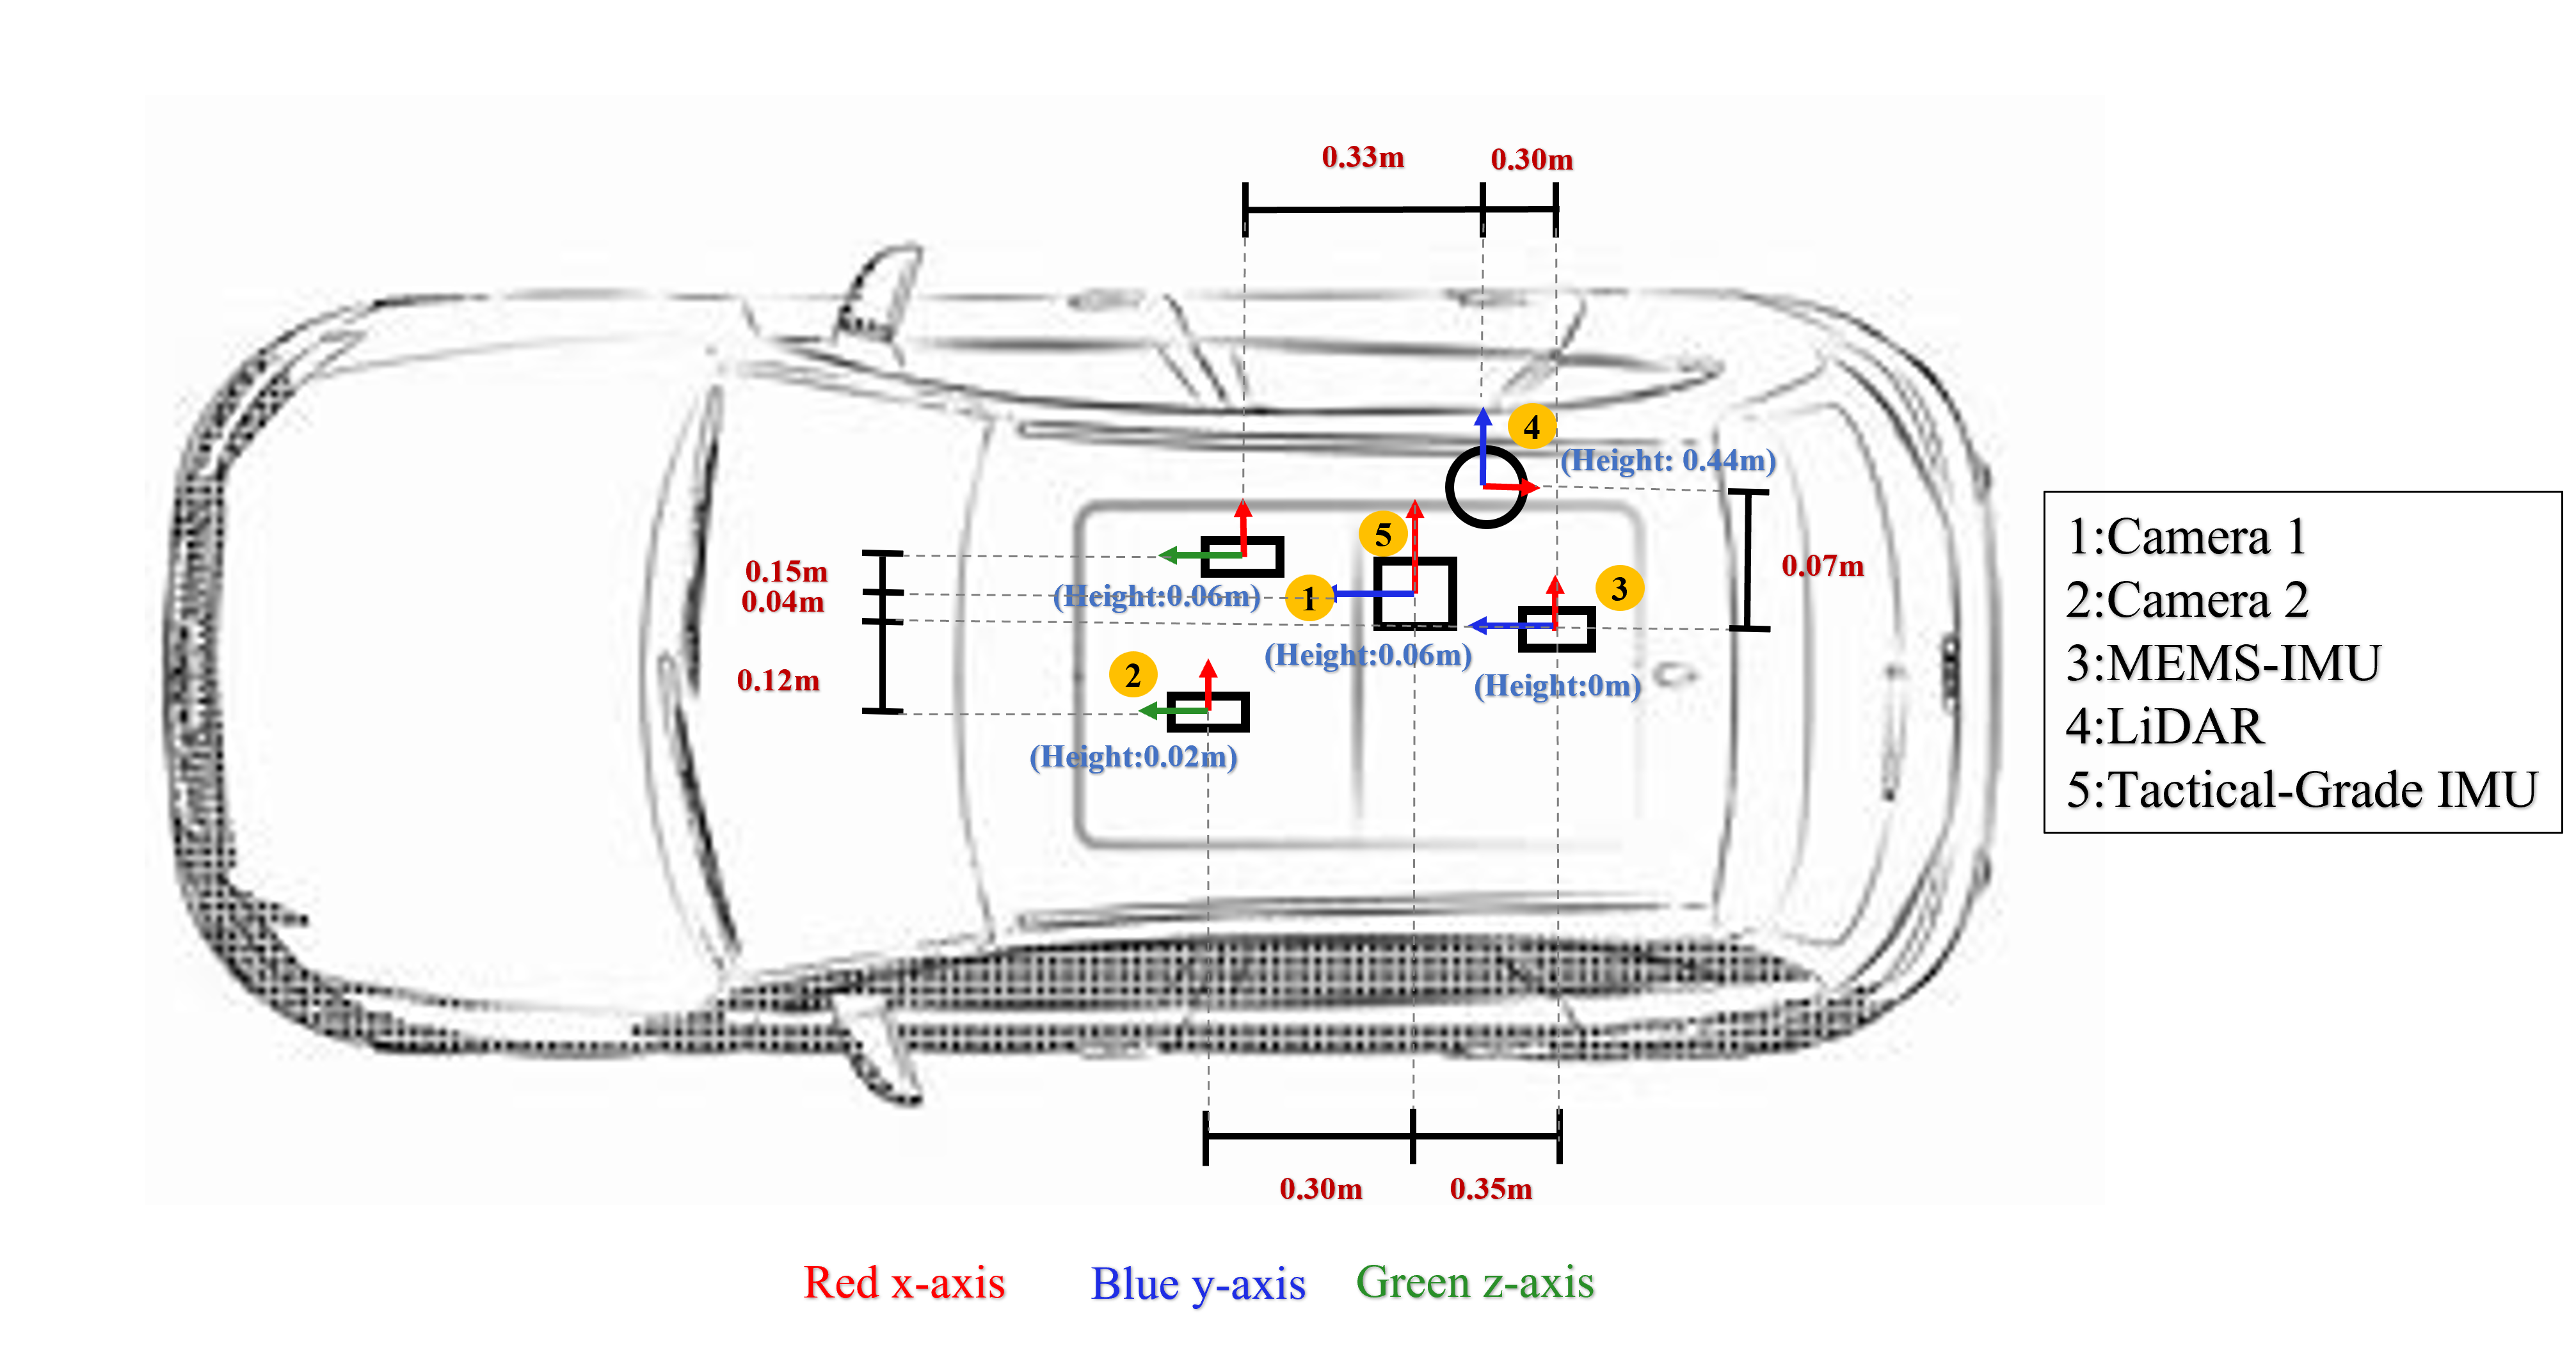 0.33m
0.30m
4
(Height: 0.44m)
5
0.15m
0.04m
(Height:0.06m)
1
3
0.07m
(Height:0.06m)
2
0.12m
(Height:0m)
(Height:0.02m)
0.30m
0.35m
1:Camera 1
2:Camera 2
3:MEMS-IMU
4:LiDAR
5:Tactical-Grade IMU
Red x-axis
Blue y-axis
Green z-axis